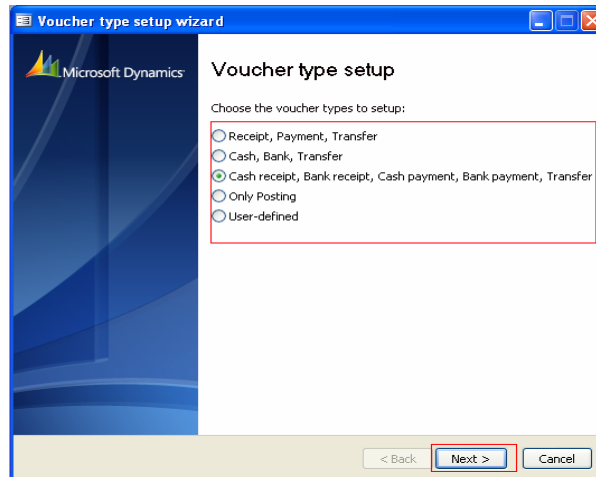 Voucher type setup wizard
Microsoft Dynamics
Voucher type setup
Choose the voucher types to setup:
Receipt, Payment, Transfer
Cash, Bank, Transfer
Cash receipt, Bank receipt, Cash payment, Bank payment, Transfer
Only Posting
User-defined
< Back Next > Cancel